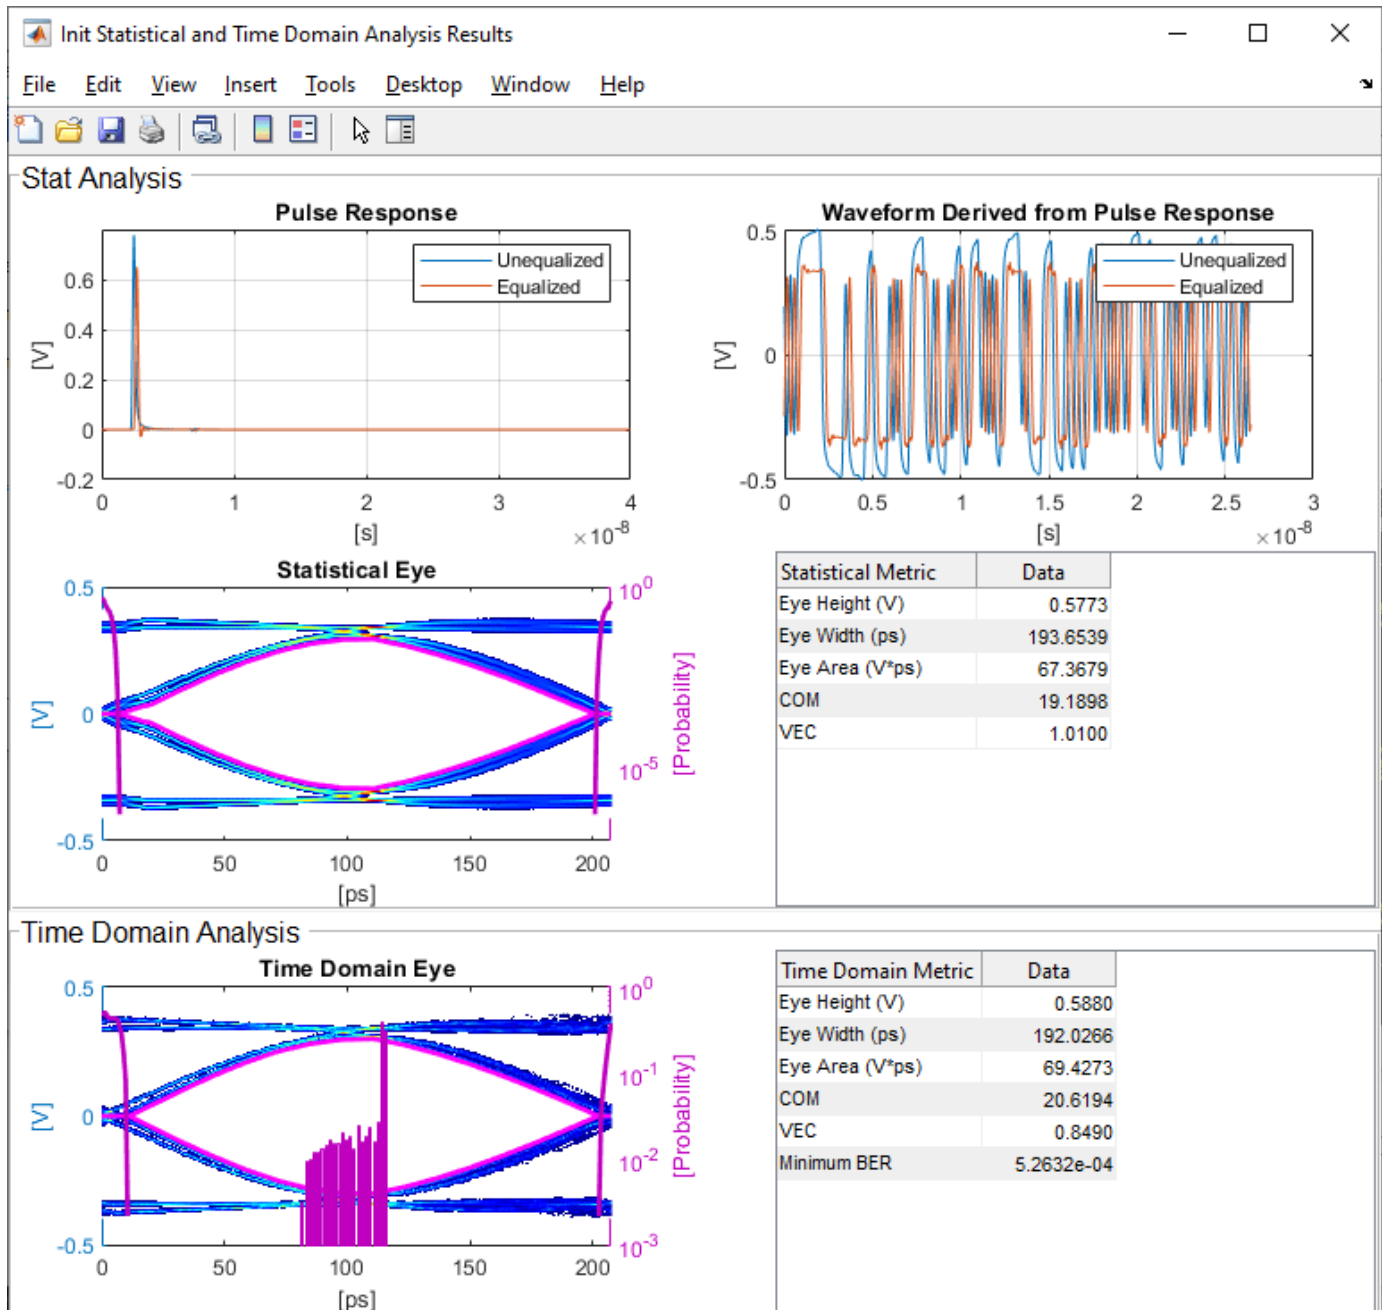 Init Statistical and Time Domain Analysis Results
File Edit View Insert Tools Desktop Window Help
Stat Analysis
Pulse Response
Unequalized
Equalized
[V]
0.6
0.4
0.2
0
-0.2
0 1 2 3 4
[s]
×10-8
Waveform Derived from Pulse Response
Unequalized
Equalized
[V]
0.5
0
-0.5
0 0.5 1 1.5 2 2.5 3
[s]
×10-8
Statistical Eye
[V]
0.5
0
-0.5
0 50 100 150 200
[ps]
100
10-5
[Probability]
Statistical Metric Data
Eye Height (V) 0.5773
Eye Width (ps) 193.6539
Eye Area (V*ps) 67.3679
COM 19.1898
VEC 1.0100
Time Domain Analysis
Time Domain Eye
[V]
0.5
0
-0.5
0 50 100 150 200
[ps]
100
10-1
10-2
10-3
[Probability]
Time Domain Metric Data
Eye Height (V) 0.5880
Eye Width (ps) 192.0266
Eye Area (V*ps) 69.4273
COM 20.6194
VEC 0.8490
Minimum BER 5.2632e-04